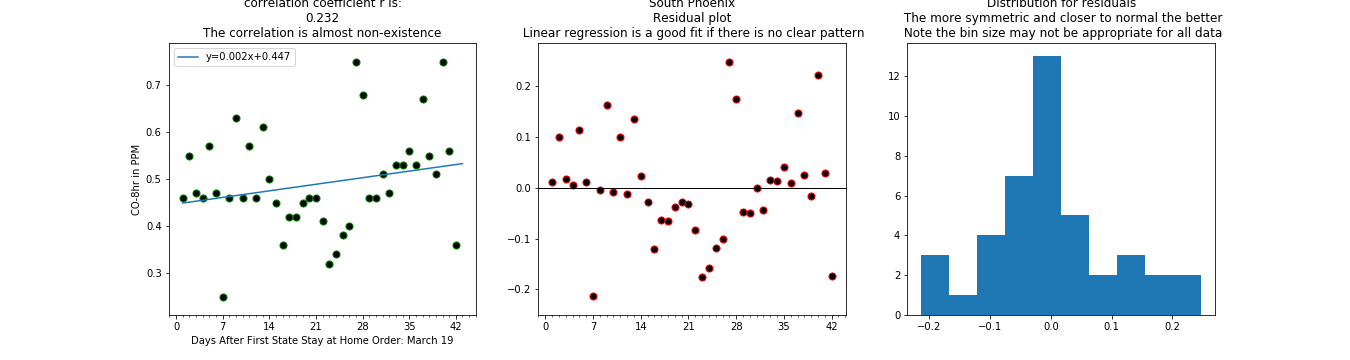 correlation coefficient r is:
0.232
The correlation is almost non-existence
y=0.002x+0.447
0.7
0.6
0.5
0.4
0.3
CO-8hr in PPM
0 7 14 21 28 35 42
Days After First State Stay at Home Order: March 19
South Phoenix
Residual plot
Linear regression is a good fit if there is no clear pattern
0.2
0.1
0.0
−0.1
−0.2
0 7 14 21 28 35 42
Distribution for residuals
The more symmetric and closer to normal the better
Note the bin size may not be appropriate for all data
12
10
8
6
4
2
0
−0.2 −0.1 0.0 0.1 0.2